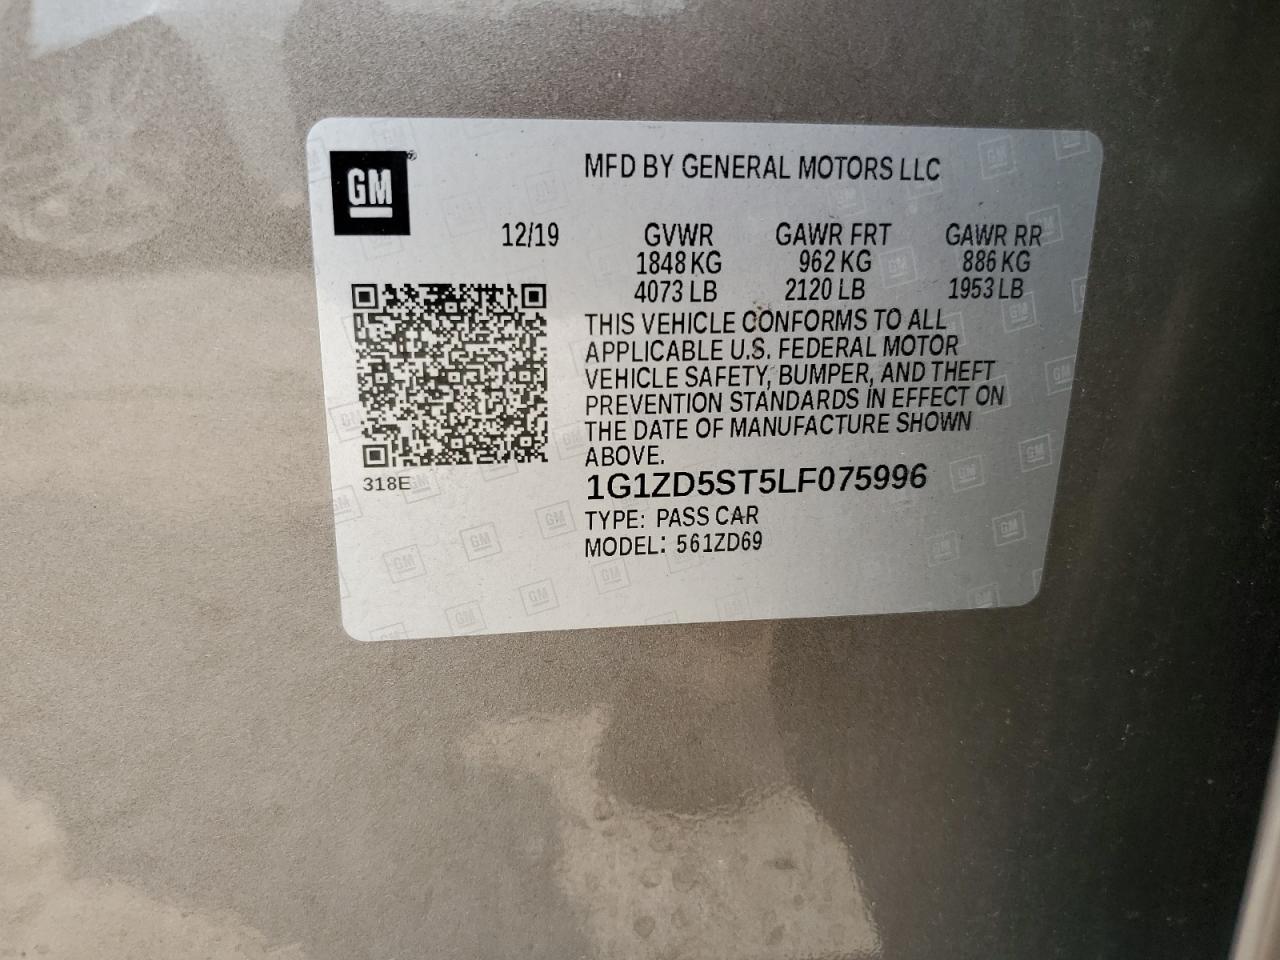 GM
MFD BY GENERAL MOTORS LLC
12/19 GVWR GAWR FRT GAWR RR
1848 KG 962 KG 886 KG
4073 LB 2120 LB 1953 LB
THIS VEHICLE CONFORMS TO ALL
APPLICABLE U.S. FEDERAL MOTOR
VEHICLE SAFETY, BUMPER, AND THEFT
PREVENTION STANDARDS IN EFFECT ON
THE DATE OF MANUFACTURE SHOWN
ABOVE.
318E
1G1ZD5ST5LF075996
TYPE: PASS CAR
MODEL: 561ZD69